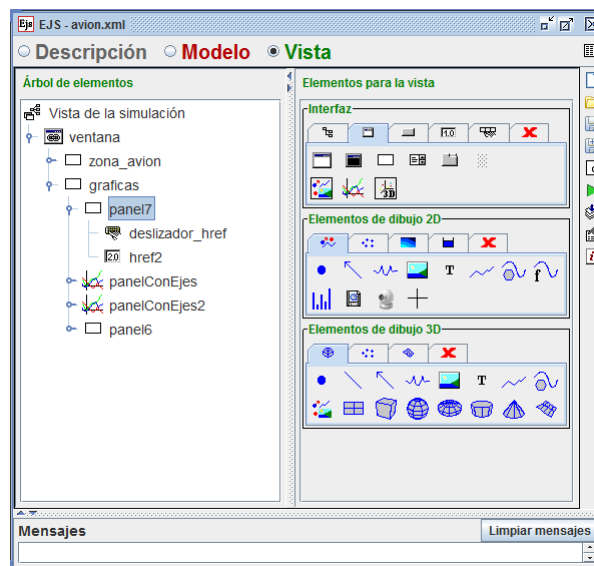 Ejs EJS - avion.xml
Descripción Modelo Vista
Árbol de elementos
Vista de la simulación
ventana
zona_avion
graficas
panel7
deslizador_href
2.0 href2
panelConEjes
panelConEjes2
panel6
Elementos para la vista
Interfaz
1.0
3D
Elementos de dibujo 2D
T
f
Elementos de dibujo 3D
T
Mensajes
Limpiar mensajes